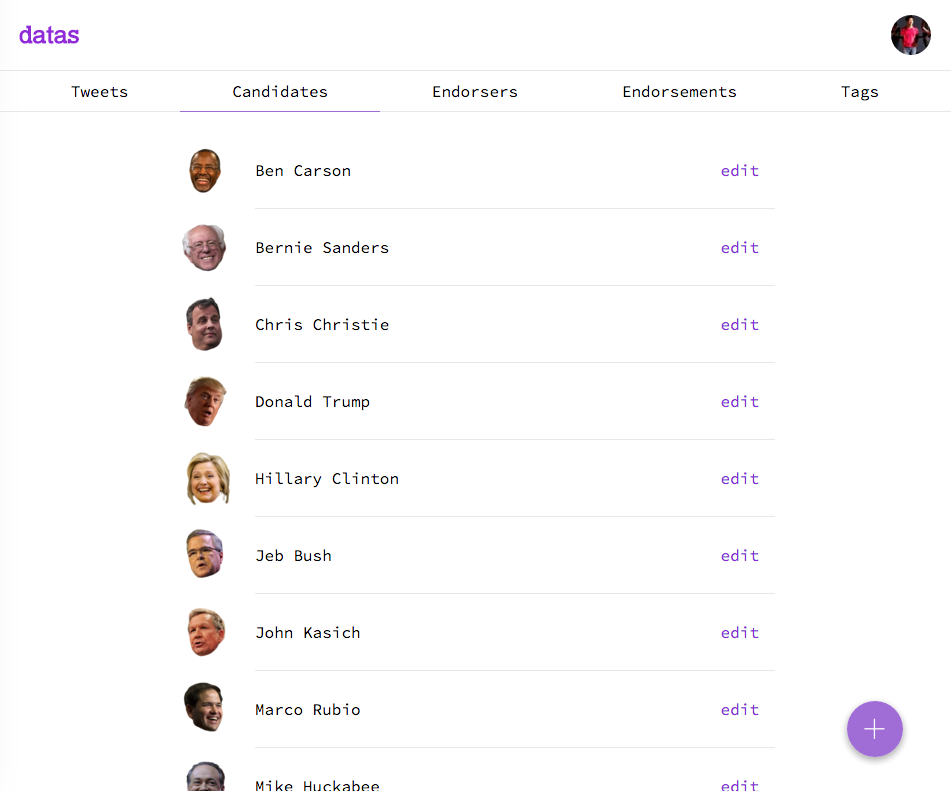 datas
Tweets Candidates Endorsers Endorsements Tags
Ben Carson edit
Bernie Sanders edit
Chris Christie edit
Donald Trump edit
Hillary Clinton edit
Jeb Bush edit
John Kasich edit
Marco Rubio edit
Mike Huckabee edit